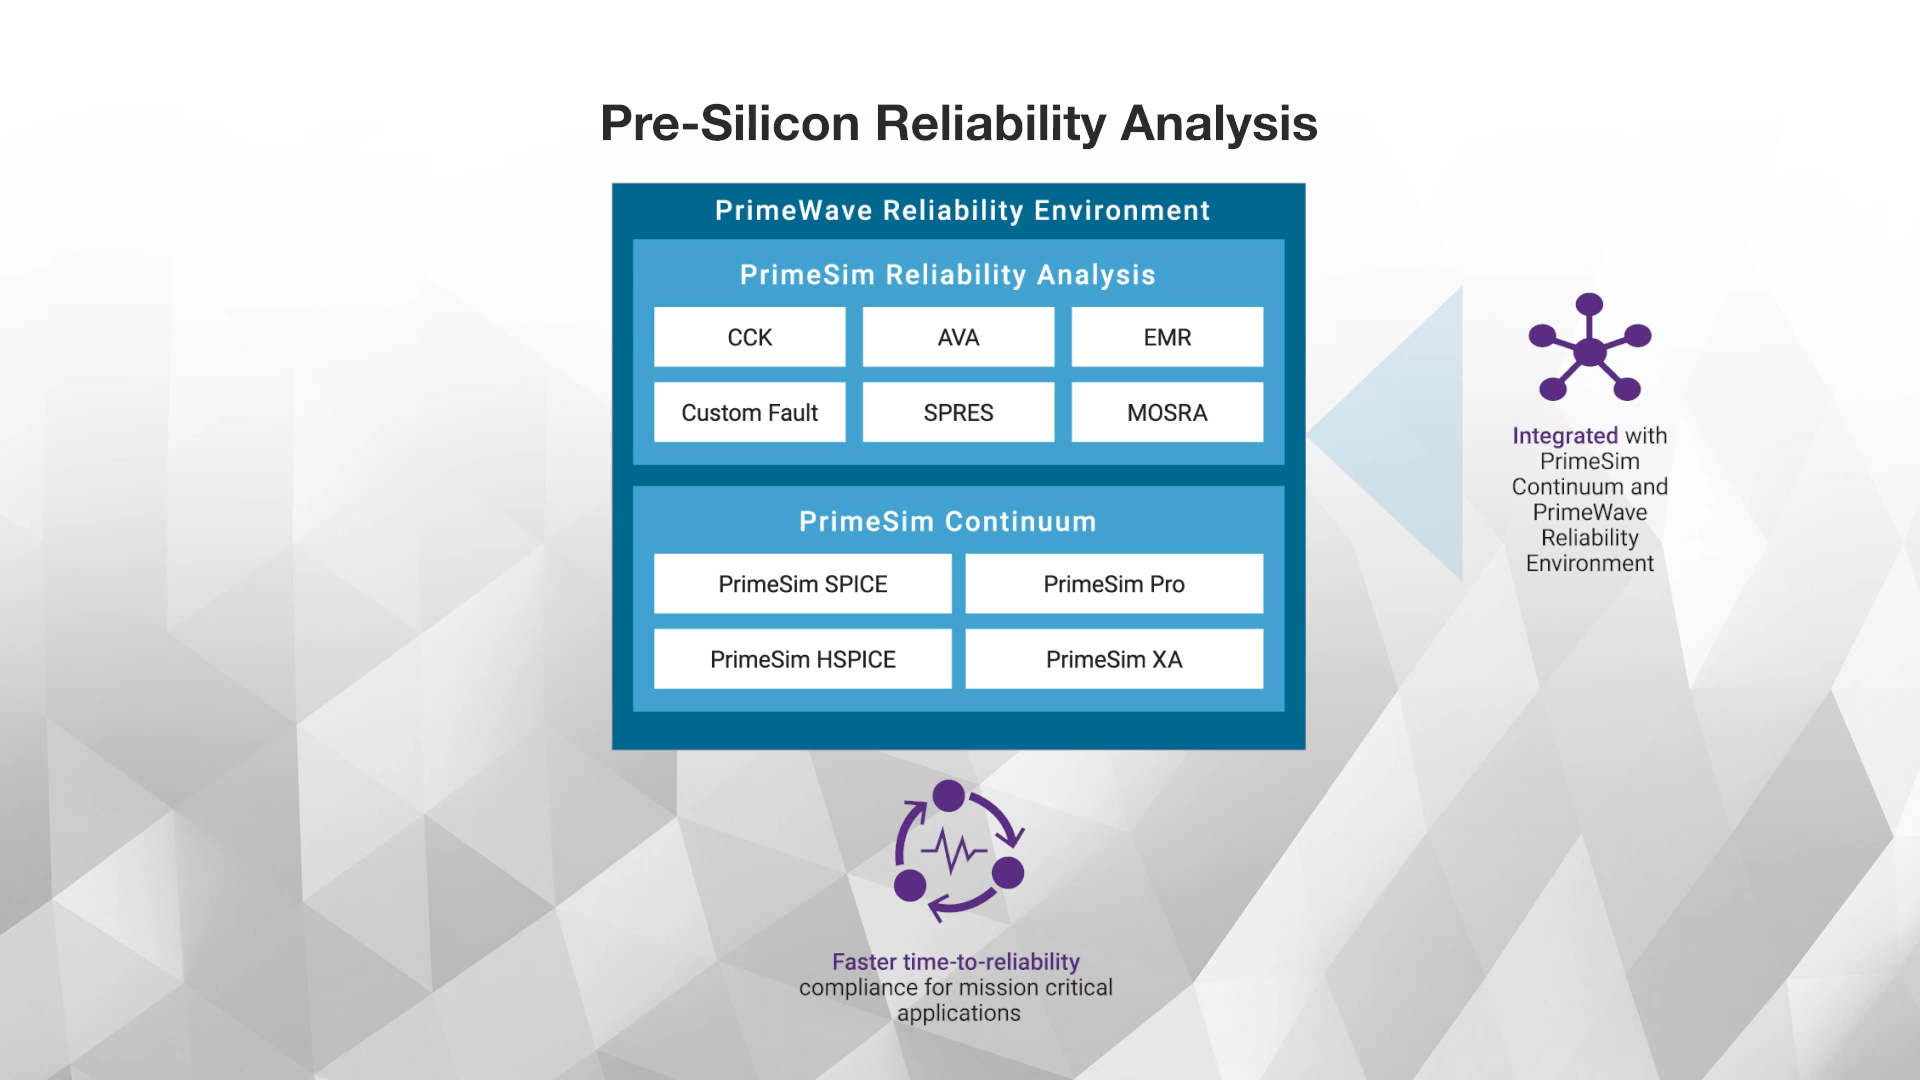 Pre-Silicon Reliability Analysis
PrimeWave Reliability Environment
PrimeSim Reliability Analysis
CCK
AVA
EMR
Custom Fault
SPRES
MOSRA
PrimeSim Continuum
PrimeSim SPICE
PrimeSim Pro
PrimeSim HSPICE
PrimeSim XA
Integrated with
PrimeSim
Continuum and
PrimeWave
Reliability
Environment
Faster time-to-reliability
compliance for mission critical
applications